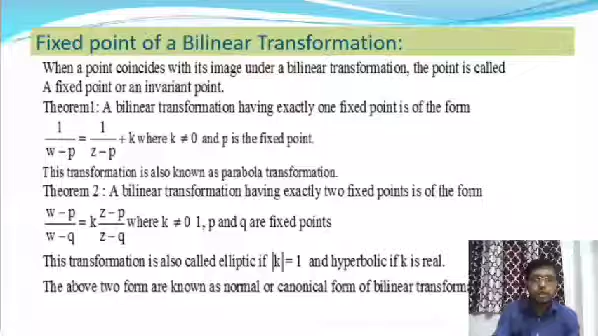 Fixed point of a Bilinear Transformation:
When a point coincides with its image under a bilinear transformation, the point is called
A fixed point or an invariant point.
Theorem1: A bilinear transformation having exactly one fixed point is of the form
1/(w−p) = 1/(z−p) + k where k ≠ 0 and p is the fixed point.
This transformation is also known as parabola transformation.
Theorem 2 : A bilinear transformation having exactly two fixed points is of the form
(w−p)/(w−q) = k (z−p)/(z−q) where k ≠ 0 1, p and q are fixed points
This transformation is also called elliptic if |k| = 1 and hyperbolic if k is real.
The above two form are known as normal or canonical form of bilinear transform